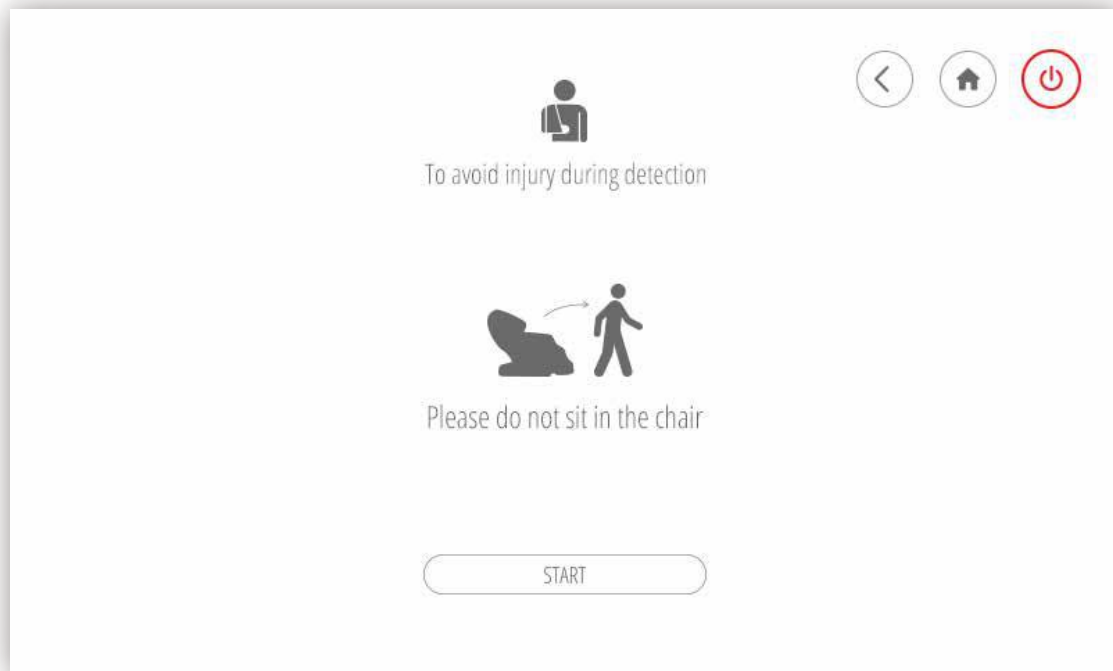 To avoid injury during detection
Please do not sit in the chair
START